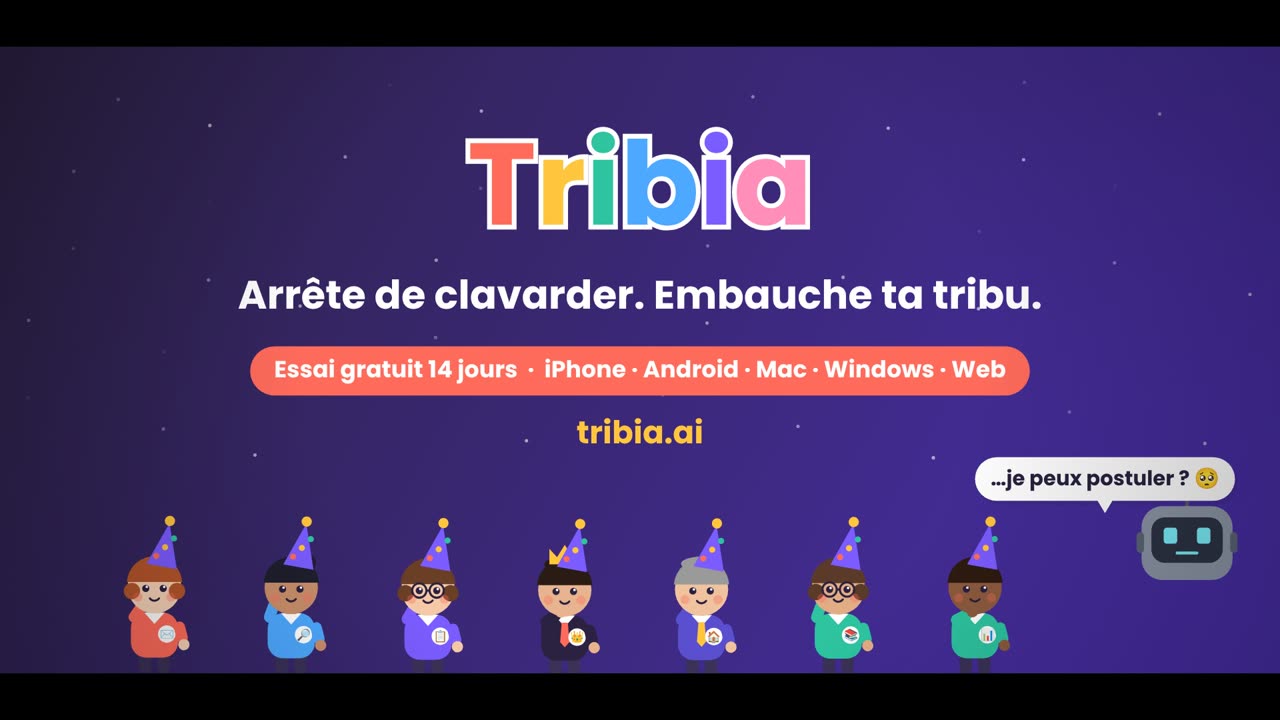 Tribia
Arrête de clavarder. Embauche ta tribu.
Essai gratuit 14 jours · iPhone · Android · Mac · Windows · Web
tribia.ai
...je peux postuler ? 🥺